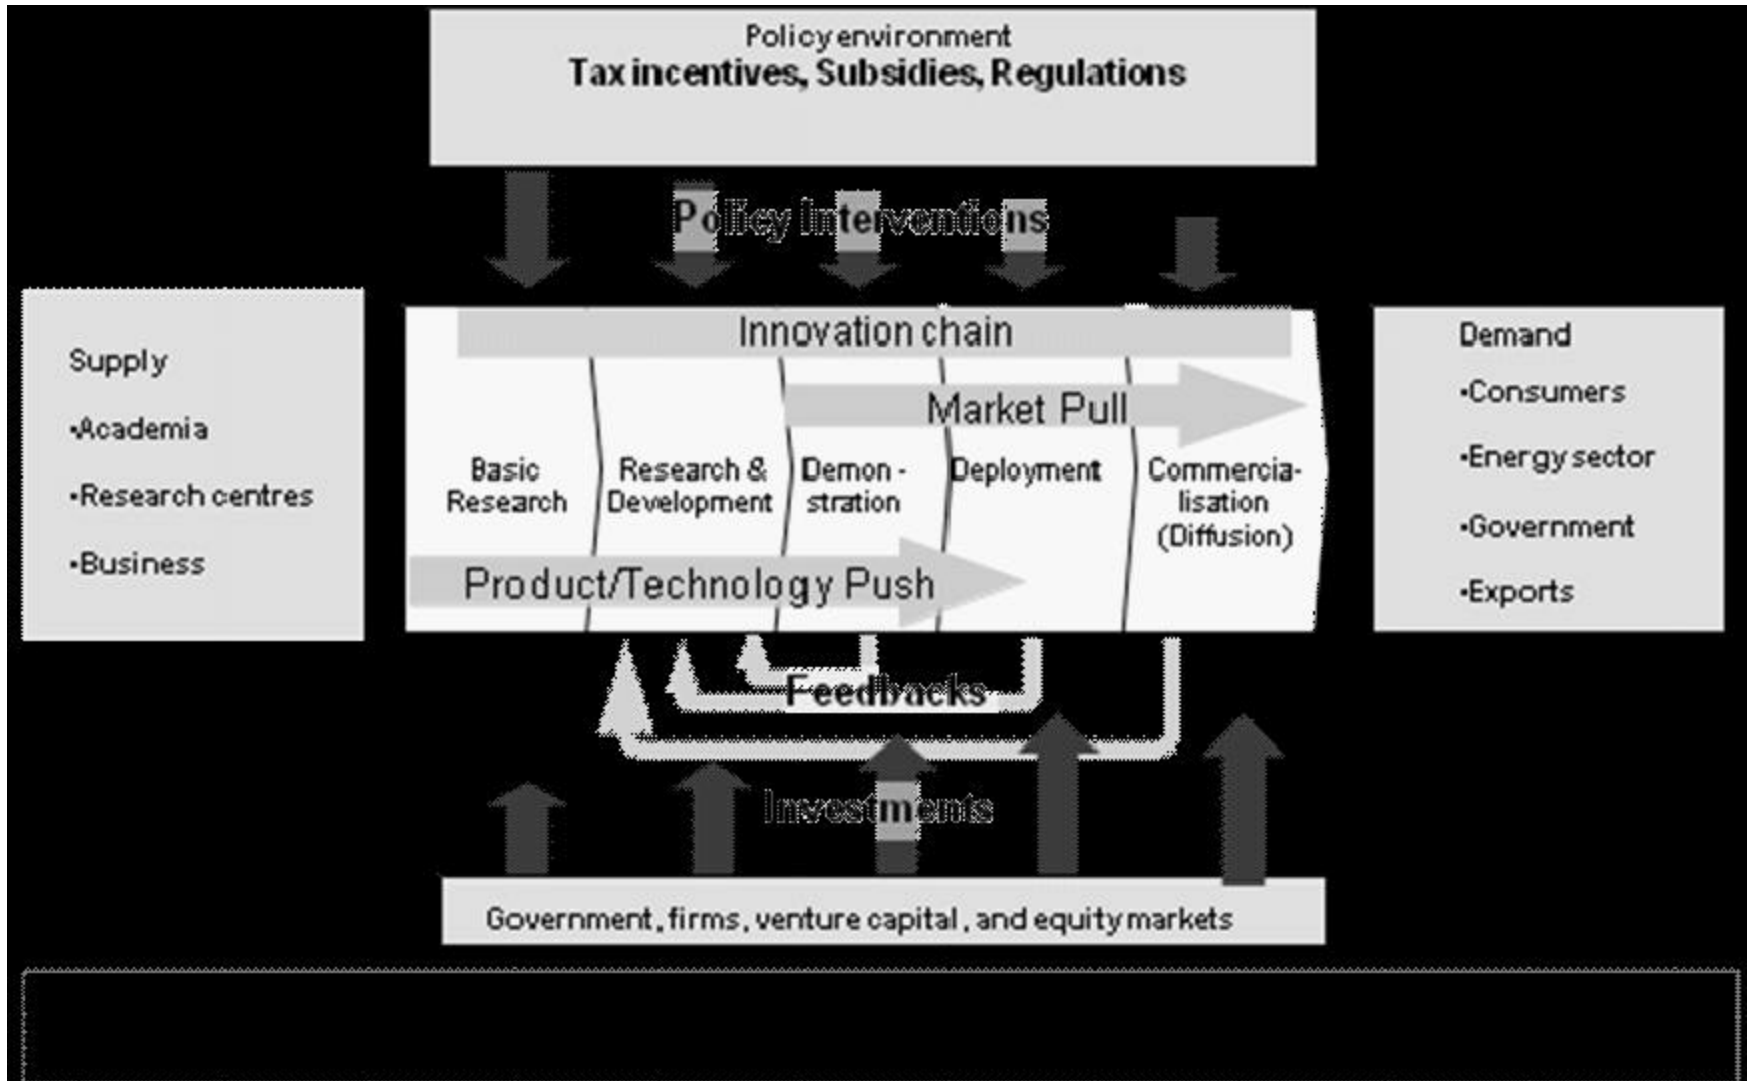 Policy environment
Tax incentives, Subsidies, Regulations
Policy Interventions
Supply
•Academia
•Research centres
•Business
Innovation chain
Market Pull
Basic
Research
Research &
Development
Demon -
stration
Deployment
Commercia-
lisation
(Diffusion)
Product/Technology Push
Demand
•Consumers
•Energy sector
•Government
•Exports
Feedbacks
Investments
Government, firms, venture capital, and equity markets